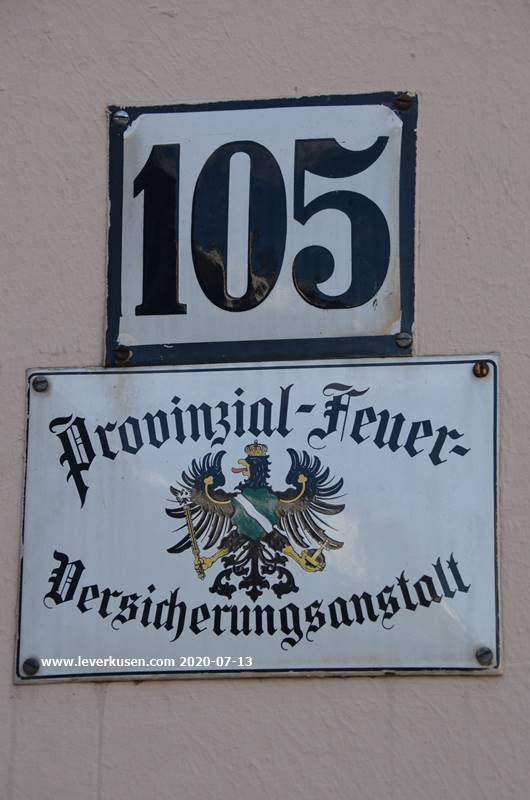 105
Provinzial-Feuer-
Versicherungsanstalt
www.leverkusen.com 2020-07-13